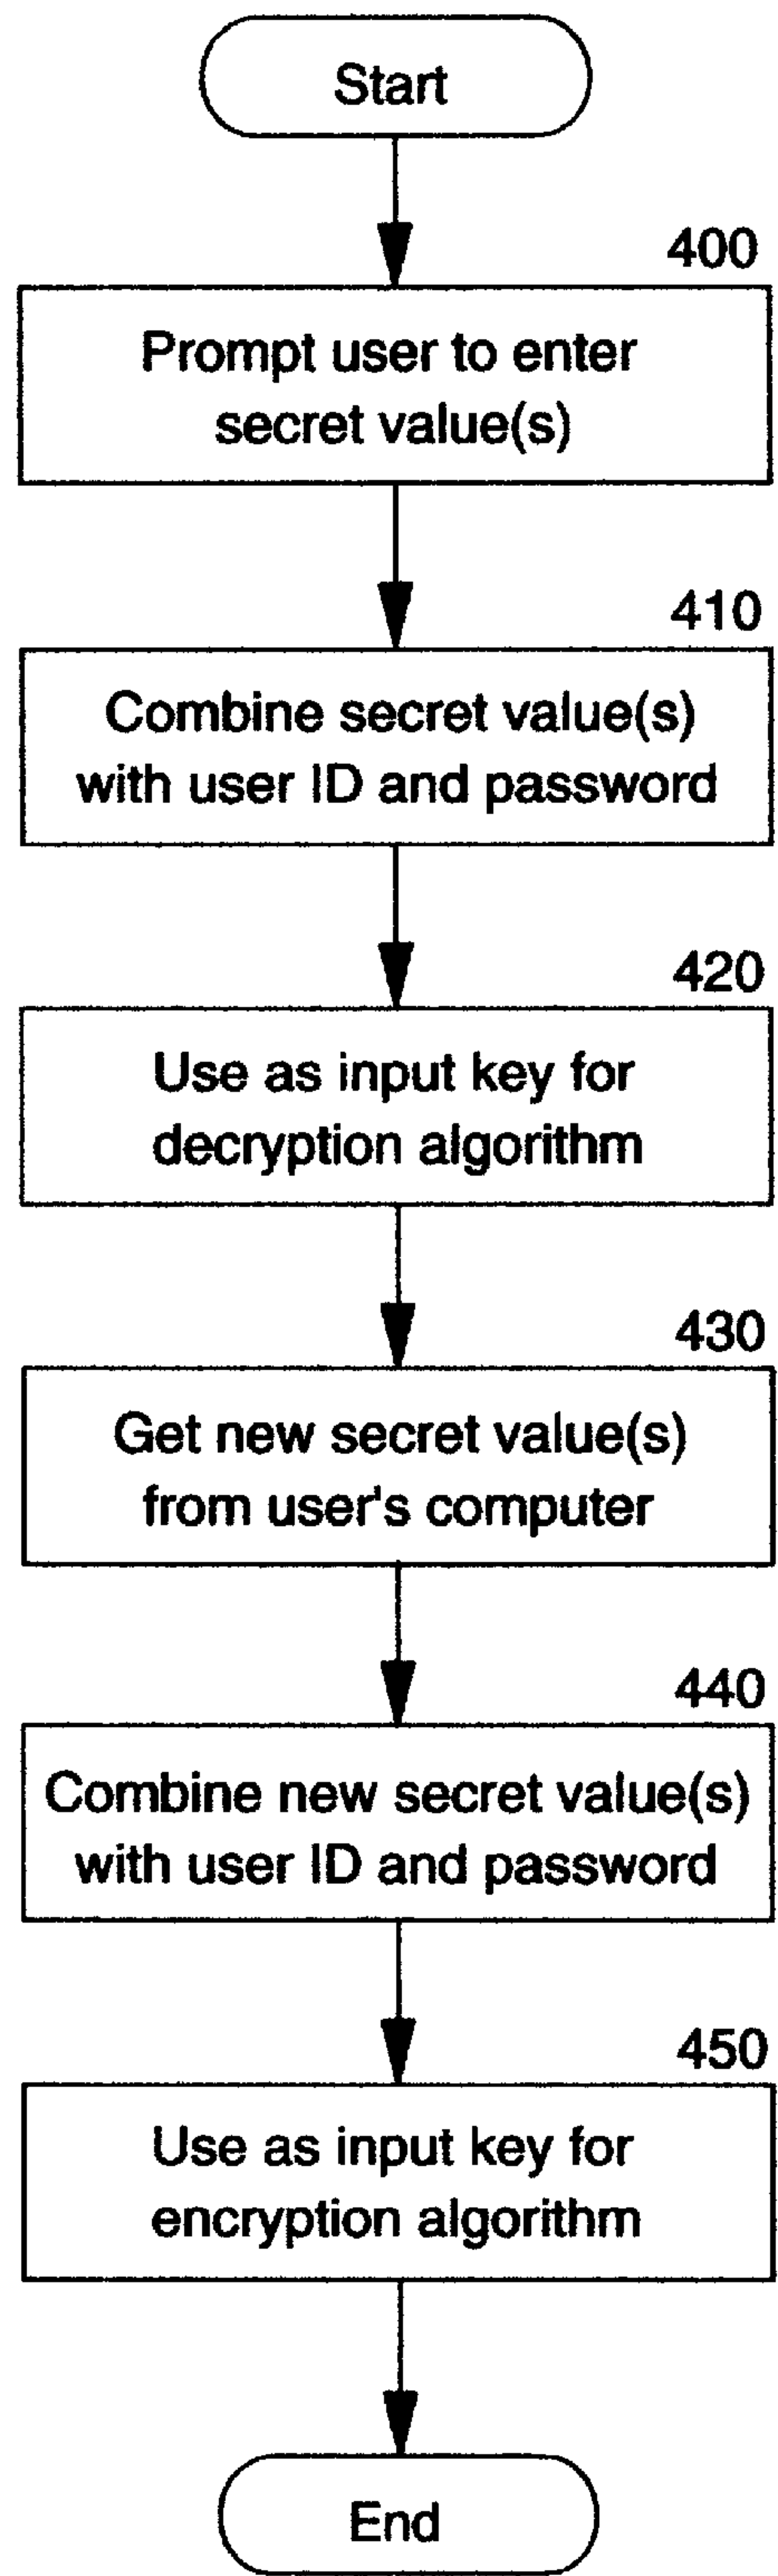 Start
400
Prompt user to enter
secret value(s)
410
Combine secret value(s)
with user ID and password
420
Use as input key for
decryption algorithm
430
Get new secret value(s)
from user's computer
440
Combine new secret value(s)
with user ID and password
450
Use as input key for
encryption algorithm
End